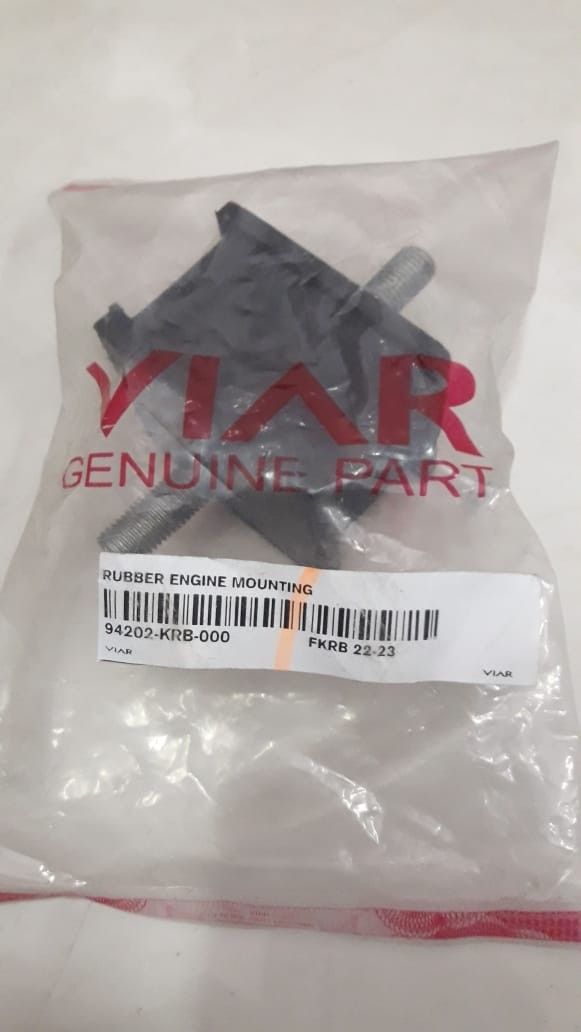 VIAR
GENUINE PART
RUBBER ENGINE MOUNTING
94202-KRB-000
FKRB 22-23
VIAR
VIAR